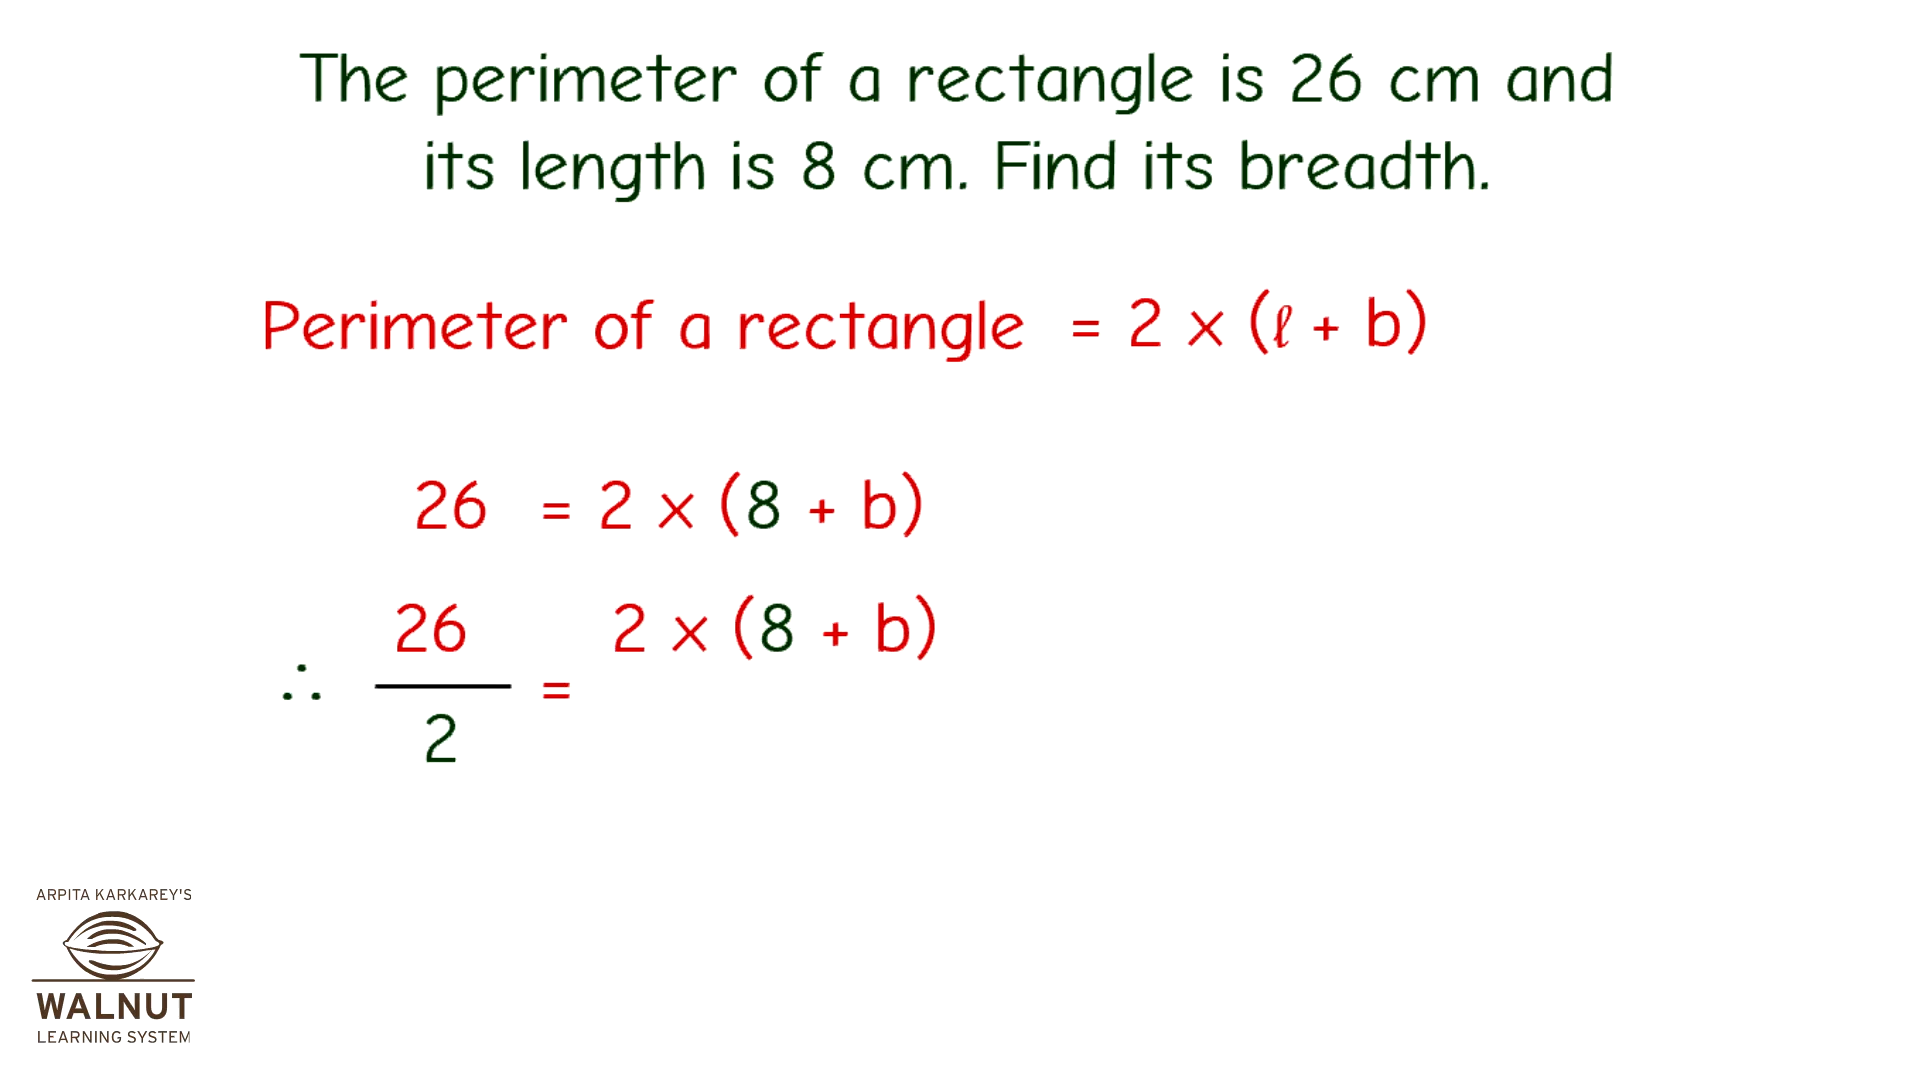 The perimeter of a rectangle is 26 cm and
its length is 8 cm. Find its breadth.
Perimeter of a rectangle = 2 × (ℓ + b)
26 = 2 × (8 + b)
26 2 × (8 + b)
∴ =
2
ARPITA KARKAREY'S
WALNUT
LEARNING SYSTEM